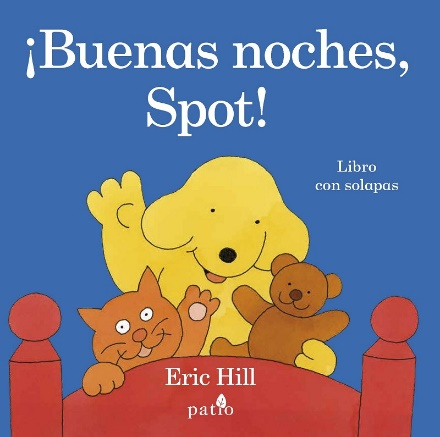 ¡Buenas noches,
Spot!
Libro
con solapas
Eric Hill
patio